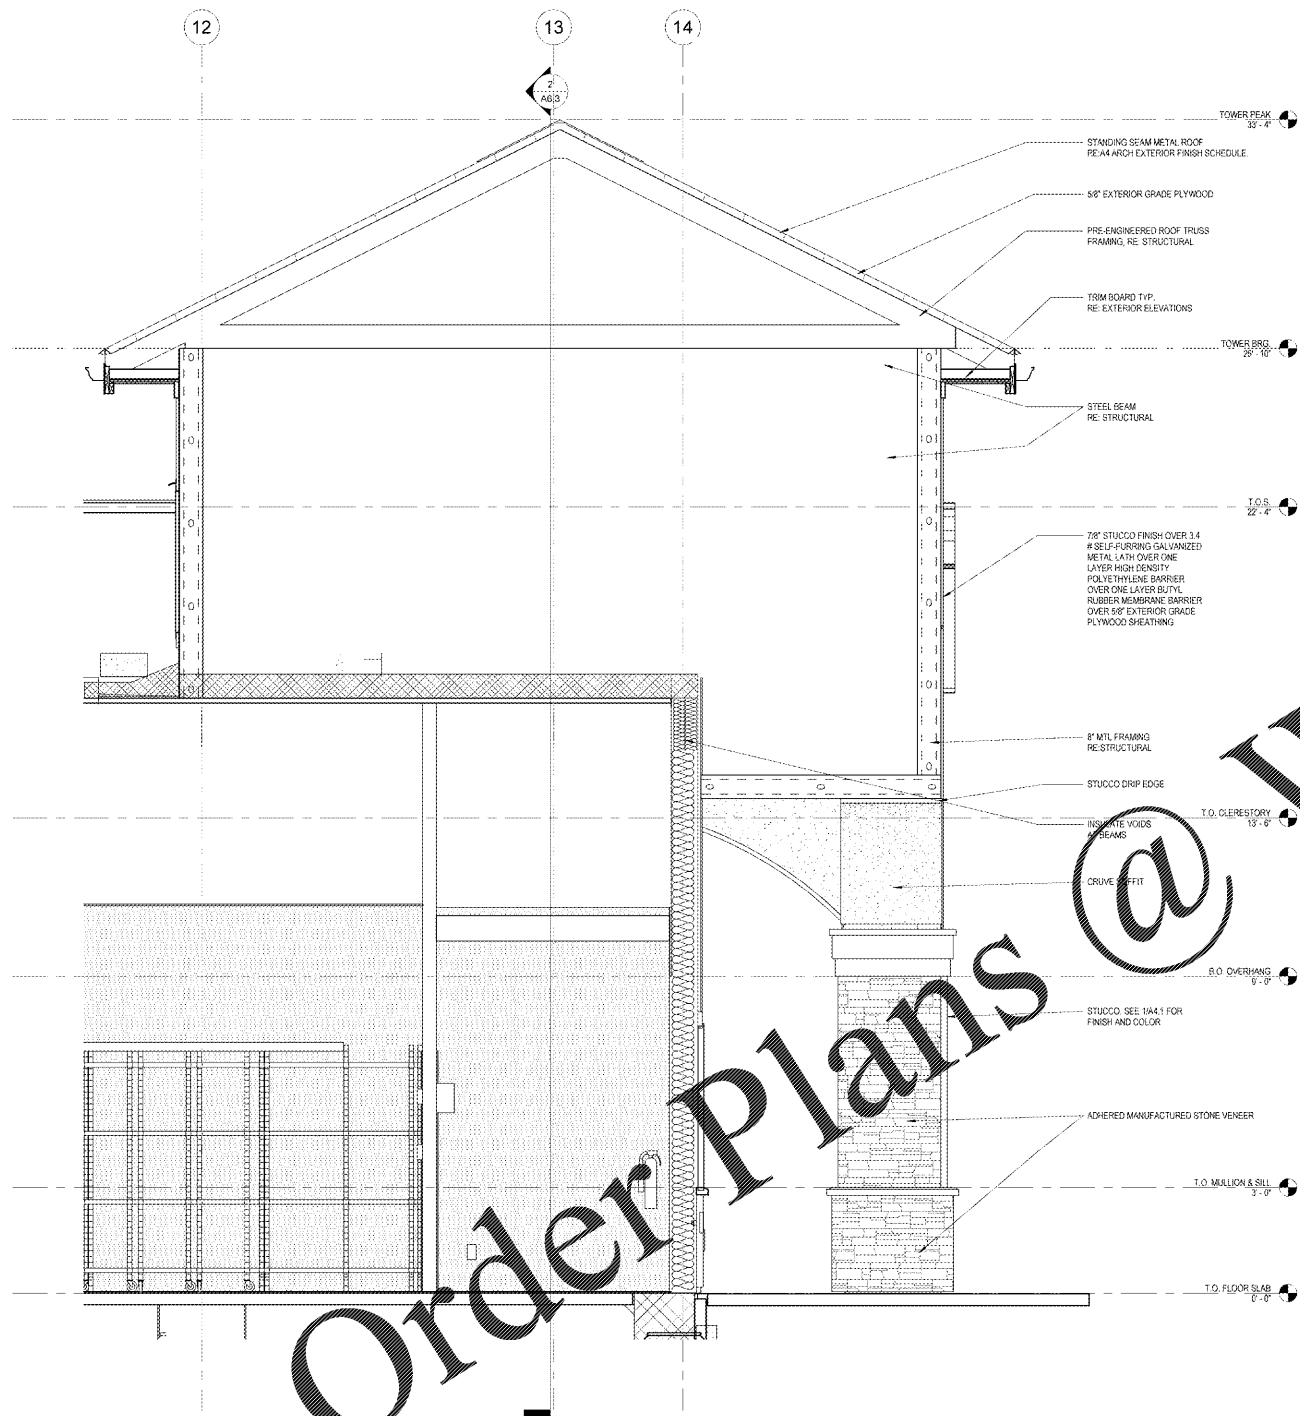 12
13
14
2
A6.3
TOWER PEAK
33' - 4"
STANDING SEAM METAL ROOF
RE:A4 ARCH EXTERIOR FINISH SCHEDULE.
5/8" EXTERIOR GRADE PLYWOOD
PRE-ENGINEERED ROOF TRUSS
FRAMING, RE: STRUCTURAL
TRIM BOARD TYP.
RE: EXTERIOR ELEVATIONS
TOWER BRG.
25' - 10"
STEEL BEAM
RE: STRUCTURAL
T.O.S.
22' - 4"
7/8" STUCCO FINISH OVER 3.4
# SELF-FURRING GALVANIZED
METAL LATH OVER ONE
LAYER HIGH DENSITY
POLYETHYLENE BARRIER
OVER ONE LAYER BUTYL
RUBBER MEMBRANE BARRIER
OVER 5/8" EXTERIOR GRADE
PLYWOOD SHEATHING
8" MTL FRAMING
RE:STRUCTURAL
STUCCO DRIP EDGE
T.O. CLERESTORY
13' - 6"
INSULATE VOIDS
AT BEAMS
CRUVE SOFFIT
B.O. OVERHANG
9' - 0"
STUCCO, SEE 1/A4.1 FOR
FINISH AND COLOR
ADHERED MANUFACTURED STONE VENEER
T.O. MULLION & SILL
3' - 0"
T.O. FLOOR SLAB
0' - 0"
Order Plans @